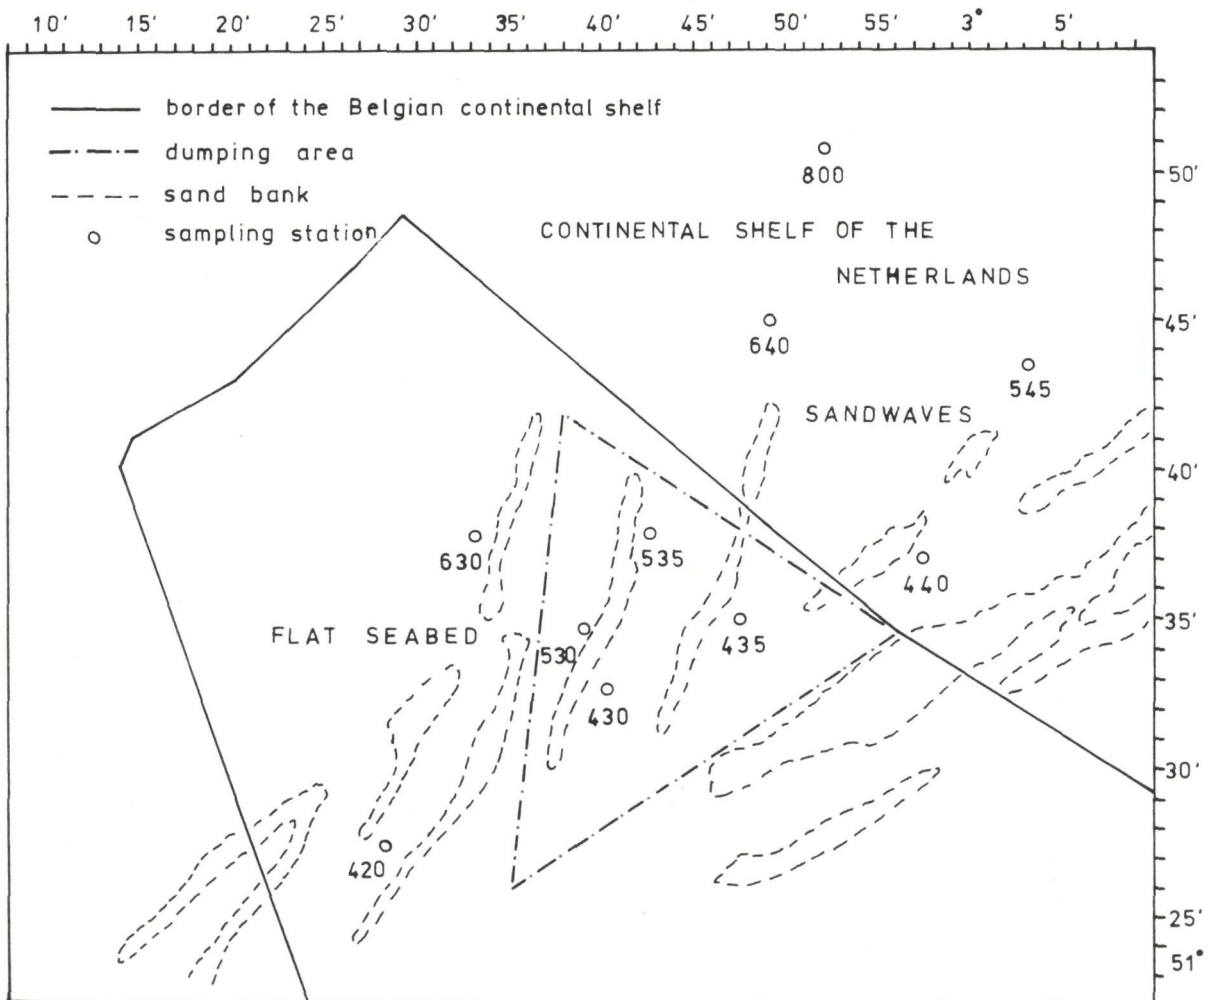 10' 15' 20' 25' 30' 35' 40' 45' 50' 55' 3° 5'
border of the Belgian continental shelf
dumping area
sand bank
sampling station
800
50'
CONTINENTAL SHELF OF THE
NETHERLANDS
640
45'
545
SANDWAVES
40'
630
535
440
FLAT SEABED
530
435
35'
430
30'
420
25'
51°